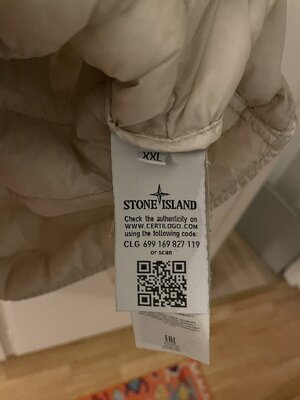 XXL
STONE ISLAND
Check the authenticity on
WWW.CERTILOGO.COM
using the following code:
CLG 699 169 827 119
or scan
EAC